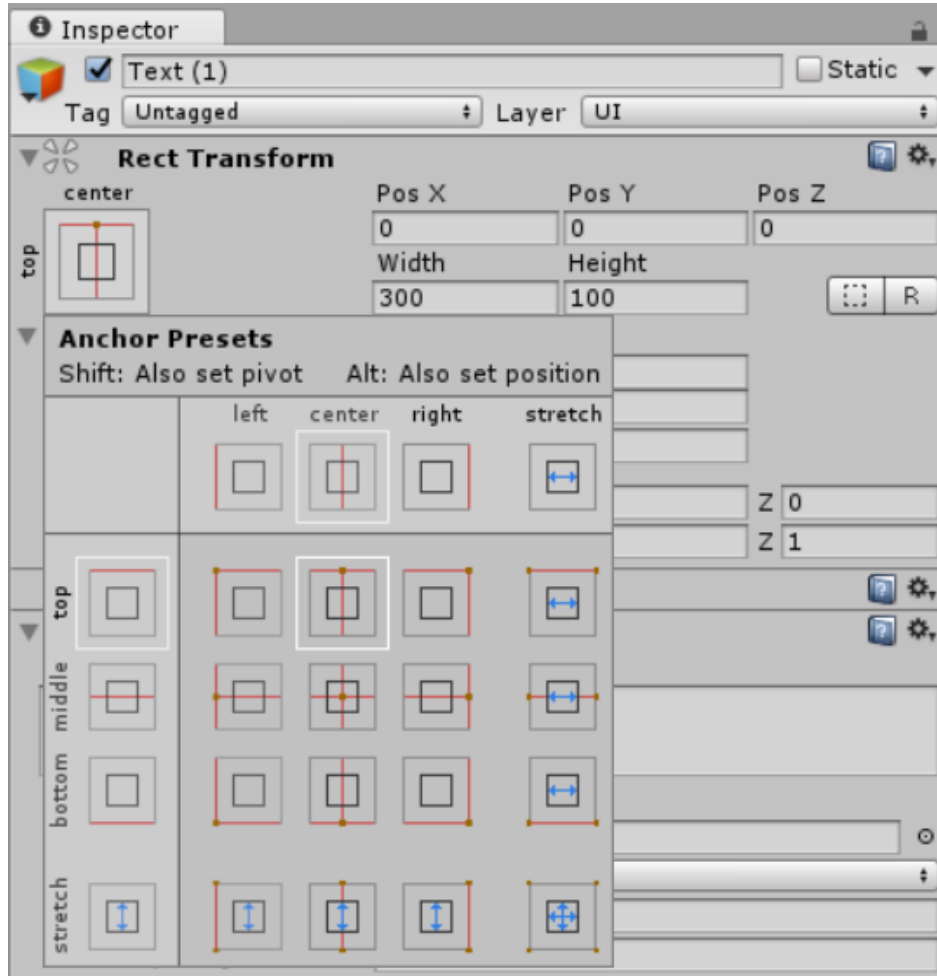 Inspector
Text (1)
Static
Tag Untagged Layer UI
Rect Transform
center
Pos X Pos Y Pos Z
top
0 0 0
Width Height
300 100
R
Anchor Presets
Shift: Also set pivot Alt: Also set position
left center right stretch
Z 0
Z 1
top
middle
bottom
stretch